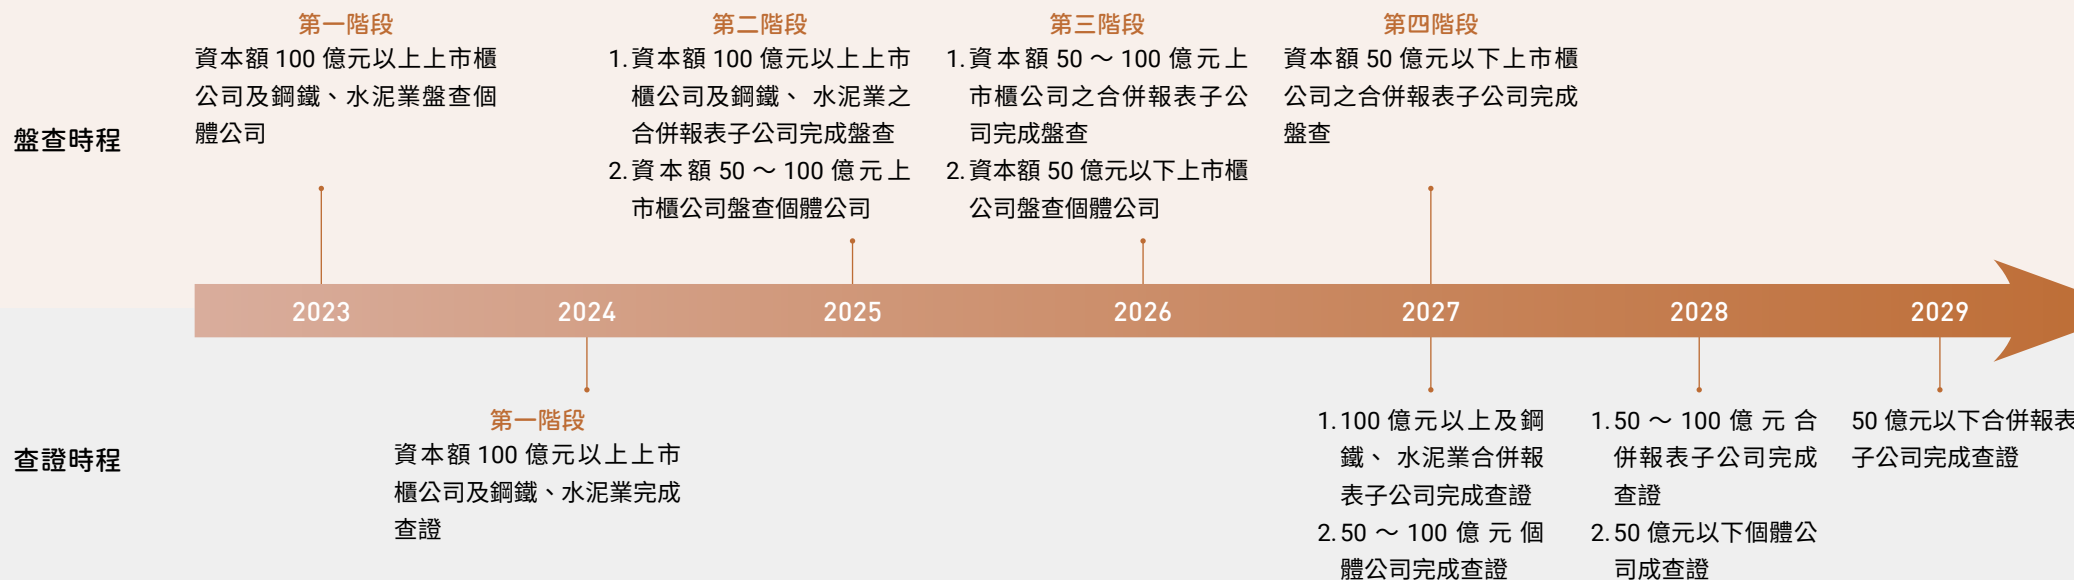 盤查時程
第一階段
資本額 100 億元以上上市櫃
公司及鋼鐵、水泥業盤查個
體公司
第二階段
1.資本額 100 億元以上上市
櫃公司及鋼鐵、 水泥業之
合併報表子公司完成盤查
2.資本額 50 ～ 100 億元上
市櫃公司盤查個體公司
第三階段
1.資本額 50 ～ 100 億元上
市櫃公司之合併報表子公
司完成盤查
2.資本額 50 億元以下上市櫃
公司盤查個體公司
第四階段
資本額 50 億元以下上市櫃
公司之合併報表子公司完成
盤查
2023 2024 2025 2026 2027 2028 2029
查證時程
第一階段
資本額 100 億元以上上市
櫃公司及鋼鐵、水泥業完成
查證
1.100 億元以上及鋼
鐵、 水泥業合併報
表子公司完成查證
2.50 ～ 100 億元個
體公司完成查證
1.50 ～ 100 億元合
併報表子公司完成
查證
2.50 億元以下個體公
司成查證
50 億元以下合併報表
子公司完成查證